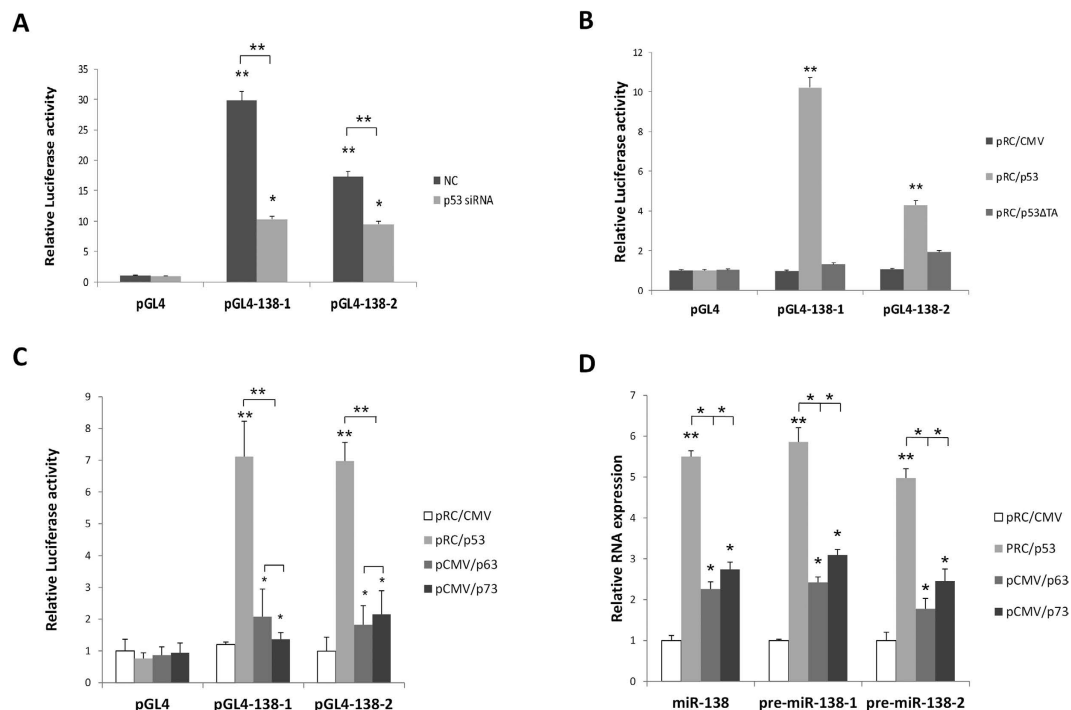 A
Relative Luciferase activity
35
30
25
20
15
10
5
0
**
**
**
**
*
*
pGL4
pGL4-138-1
pGL4-138-2
NC
p53 siRNA
B
Relative Luciferase activity
12
10
8
6
4
2
0
**
**
pGL4
pGL4-138-1
pGL4-138-2
pRC/CMV
pRC/p53
pRC/p53ΔTA
C
Relative Luciferase activity
9
8
7
6
5
4
3
2
1
0
**
**
**
**
*
*
*
*
pGL4
pGL4-138-1
pGL4-138-2
pRC/CMV
pRC/p53
pCMV/p63
pCMV/p73
D
Relative RNA expression
7
6
5
4
3
2
1
0
* *
* *
* *
**
**
**
* *
* *
* *
miR-138
pre-miR-138-1
pre-miR-138-2
pRC/CMV
PRC/p53
pCMV/p63
pCMV/p73